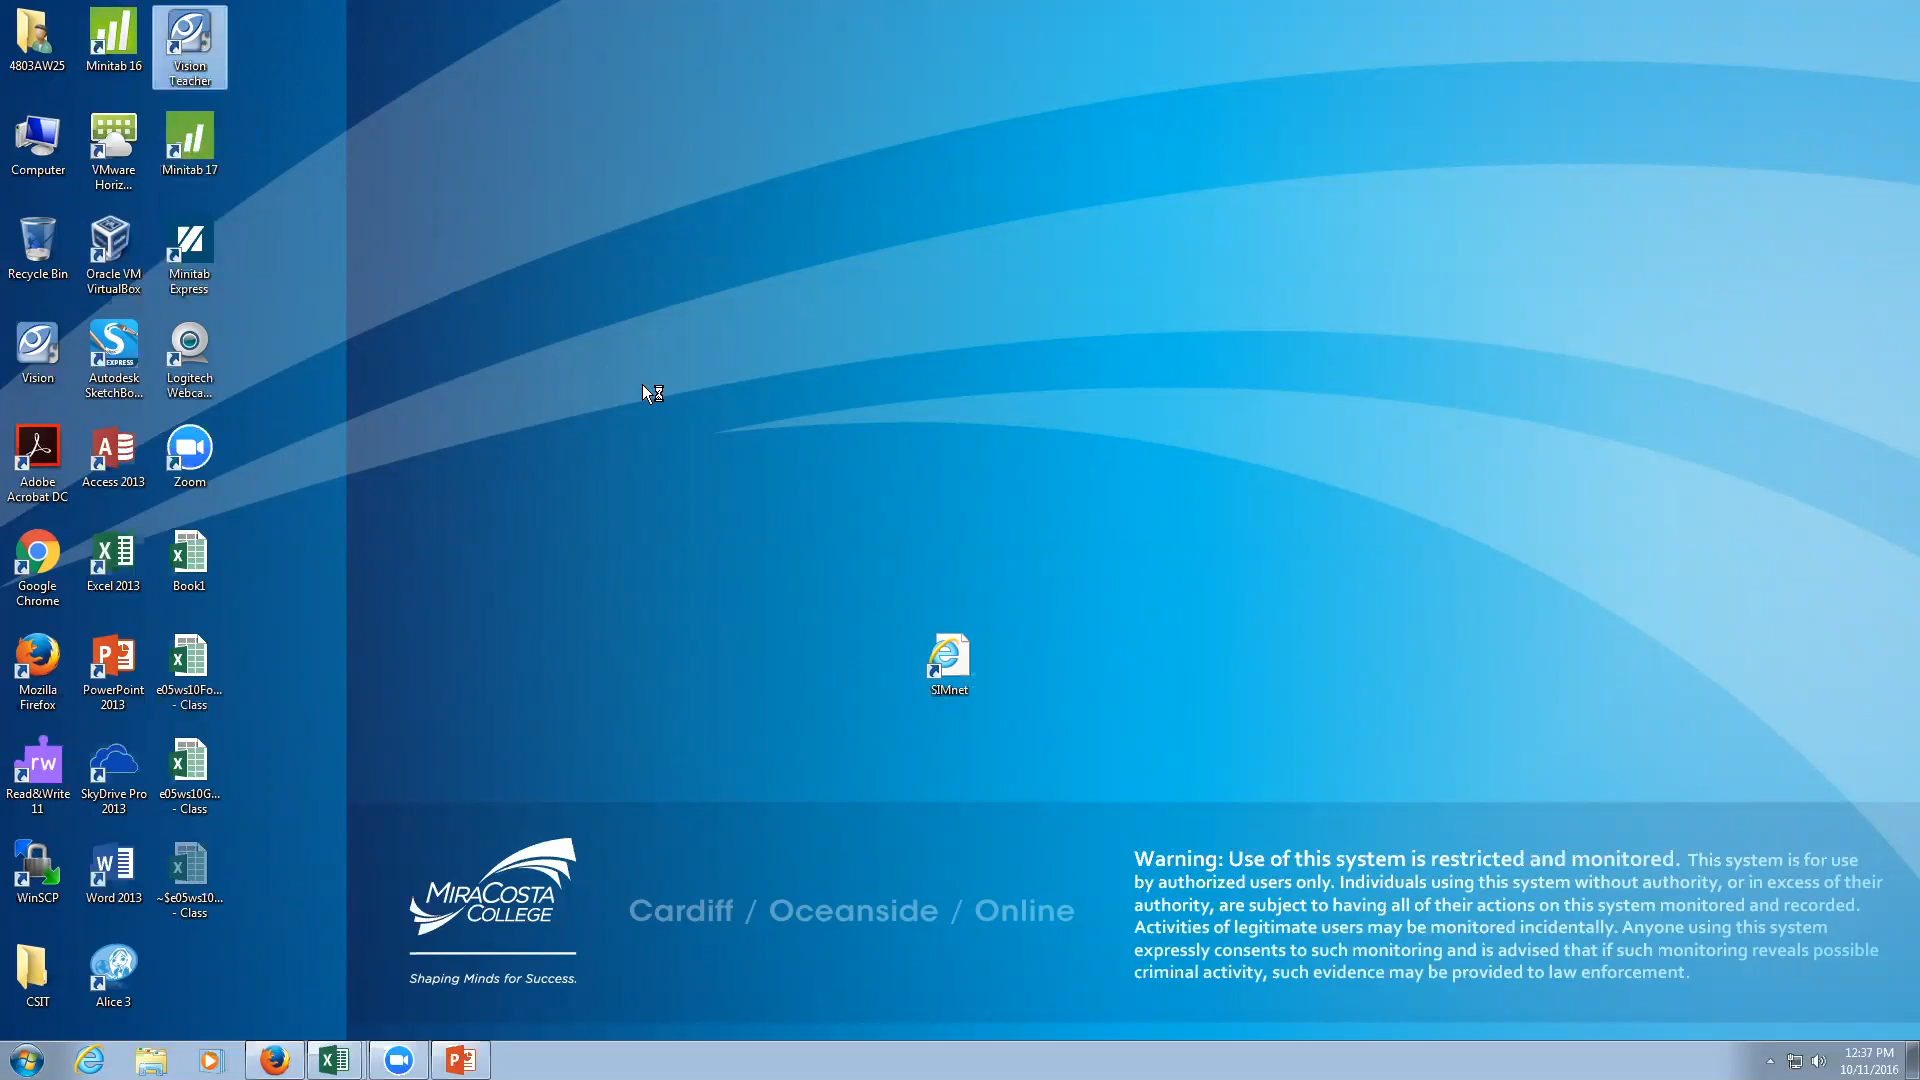 4803AW25
Minitab 16
Vision
Teacher
Computer
VMware
Horiz...
Minitab 17
Recycle Bin
Oracle VM
VirtualBox
Minitab
Express
Vision
EXPRESS
Autodesk
SketchBo...
Logitech
Webca...
Adobe
Acrobat DC
Access 2013
Zoom
Google
Chrome
Excel 2013
Book1
Mozilla
Firefox
PowerPoint
2013
e05ws10Fo...
- Class
SIMnet
rw
Read&Write
11
SkyDrive Pro
2013
e05ws10G...
- Class
WinSCP
Word 2013
~$e05ws10...
- Class
CSIT
Alice 3
MIRACOSTA
COLLEGE
Shaping Minds for Success.
Cardiff / Oceanside / Online
Warning: Use of this system is restricted and monitored. This system is for use
by authorized users only. Individuals using this system without authority, or in excess of their
authority, are subject to having all of their actions on this system monitored and recorded.
Activities of legitimate users may be monitored incidentally. Anyone using this system
expressly consents to such monitoring and is advised that if such monitoring reveals possible
criminal activity, such evidence may be provided to law enforcement.
12:37 PM
10/11/2016